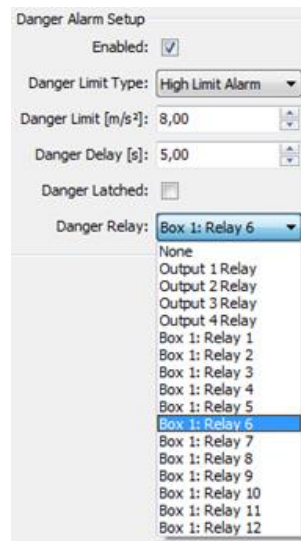 Danger Alarm Setup
Enabled:
Danger Limit Type: High Limit Alarm
Danger Limit [m/s²]: 8,00
Danger Delay [s]: 5,00
Danger Latched:
Danger Relay: Box 1: Relay 6
None
Output 1 Relay
Output 2 Relay
Output 3 Relay
Output 4 Relay
Box 1: Relay 1
Box 1: Relay 2
Box 1: Relay 3
Box 1: Relay 4
Box 1: Relay 5
Box 1: Relay 6
Box 1: Relay 7
Box 1: Relay 8
Box 1: Relay 9
Box 1: Relay 10
Box 1: Relay 11
Box 1: Relay 12